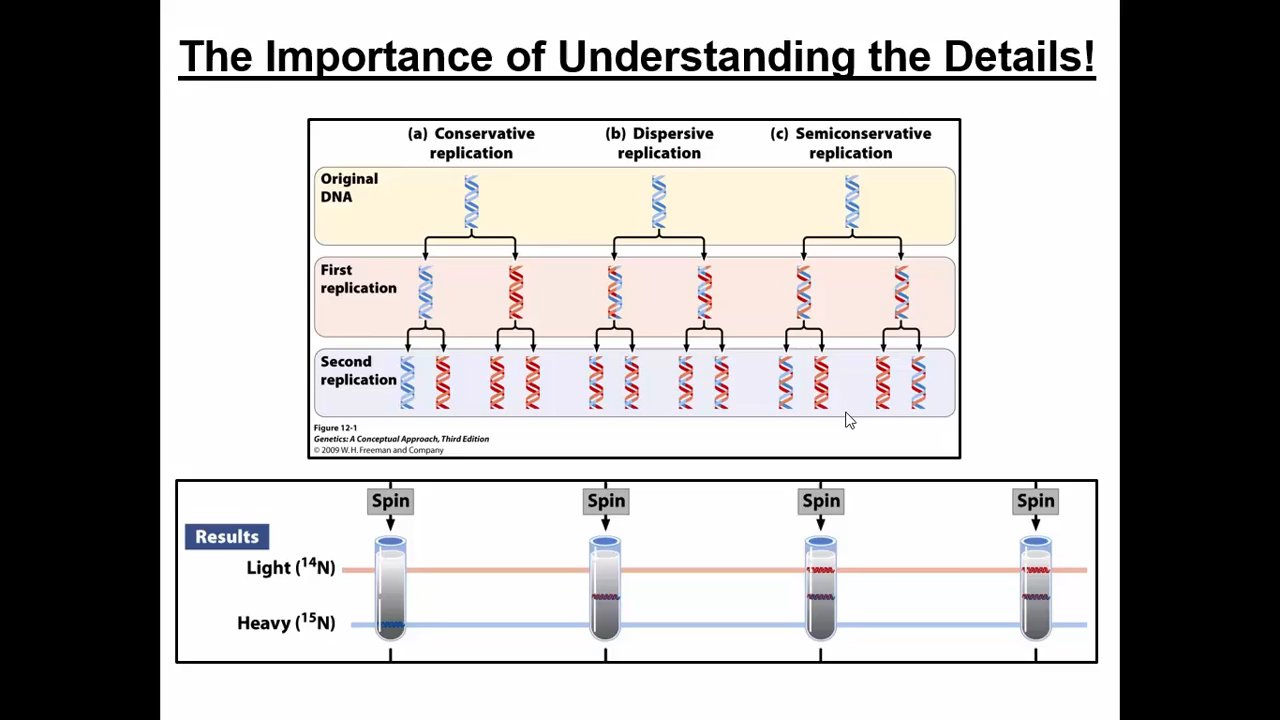 The Importance of Understanding the Details!
(a) Conservative
replication
(b) Dispersive
replication
(c) Semiconservative
replication
Original
DNA
First
replication
Second
replication
Figure 12-1
Genetics: A Conceptual Approach, Third Edition
© 2009 W. H. Freeman and Company
Spin
Spin
Spin
Spin
Results
Light (¹⁴N)
Heavy (¹⁵N)